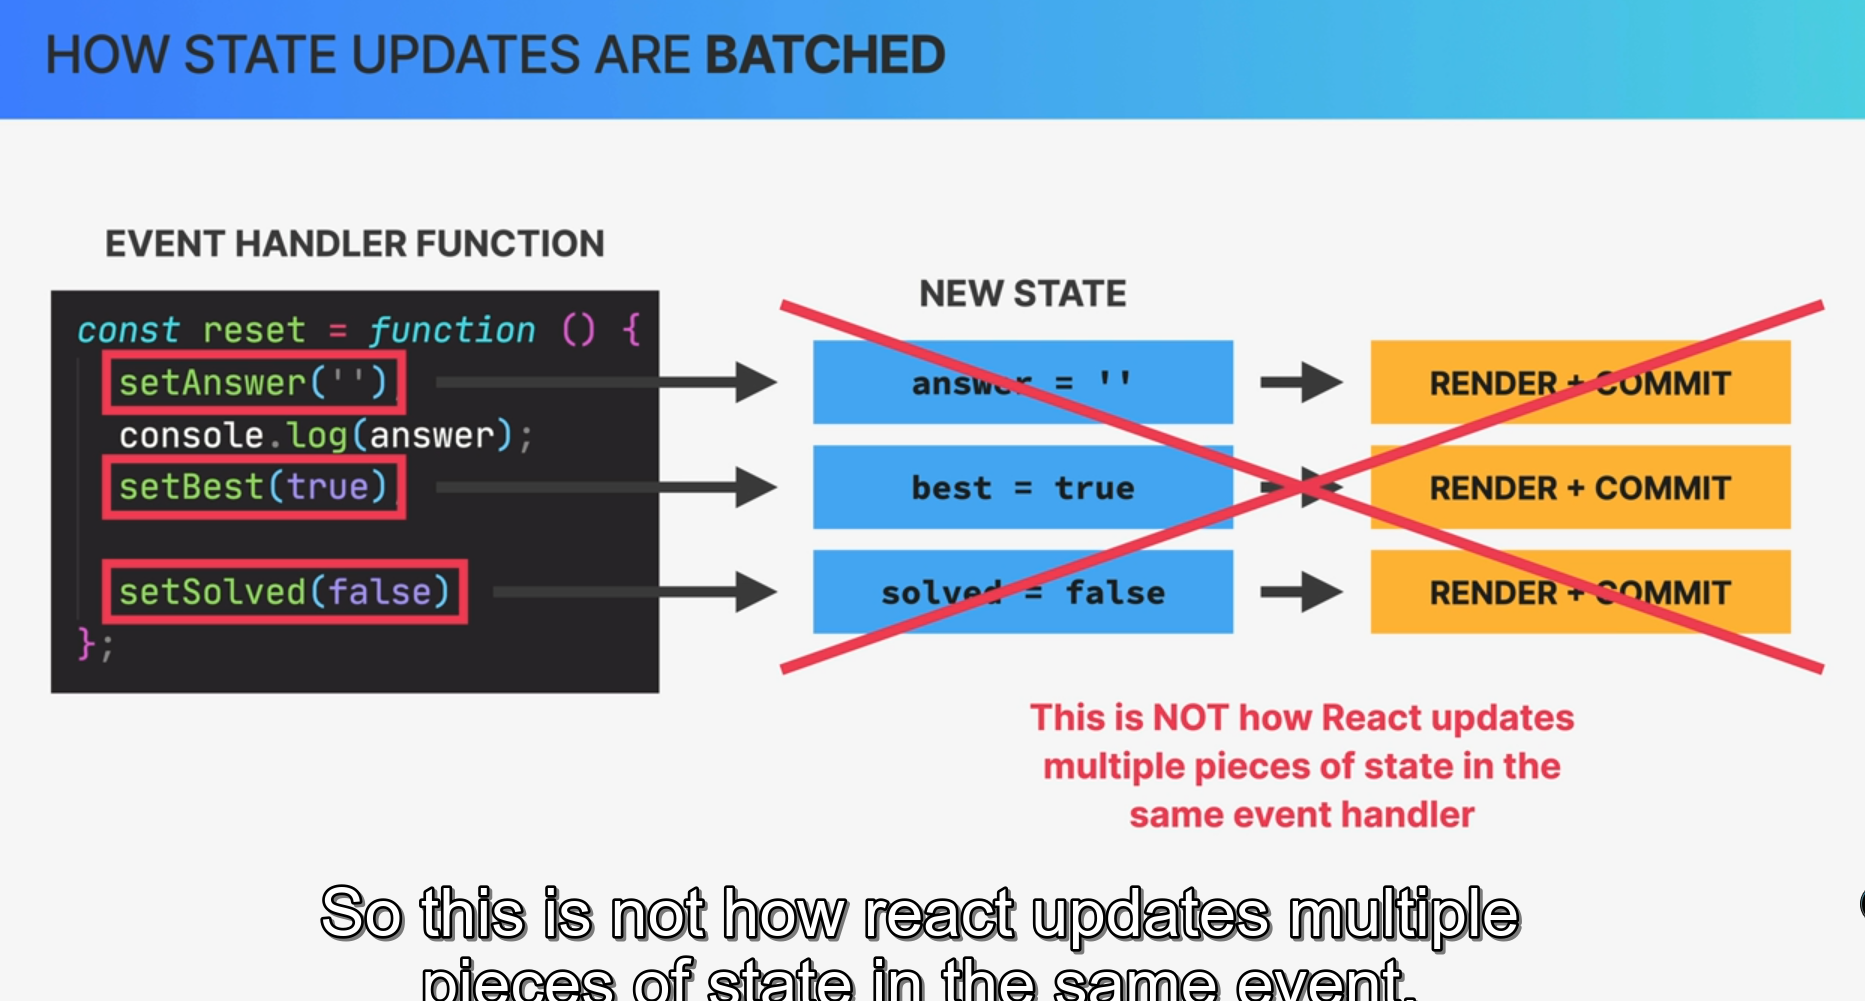 HOW STATE UPDATES ARE BATCHED
EVENT HANDLER FUNCTION
const reset = function () {
setAnswer('')
console.log(answer);
setBest(true)
setSolved(false)
};
NEW STATE
answer = ''
RENDER + COMMIT
best = true
RENDER + COMMIT
solved = false
RENDER + COMMIT
This is NOT how React updates
multiple pieces of state in the
same event handler
So this is not how react updates multiple
pieces of state in the same event.